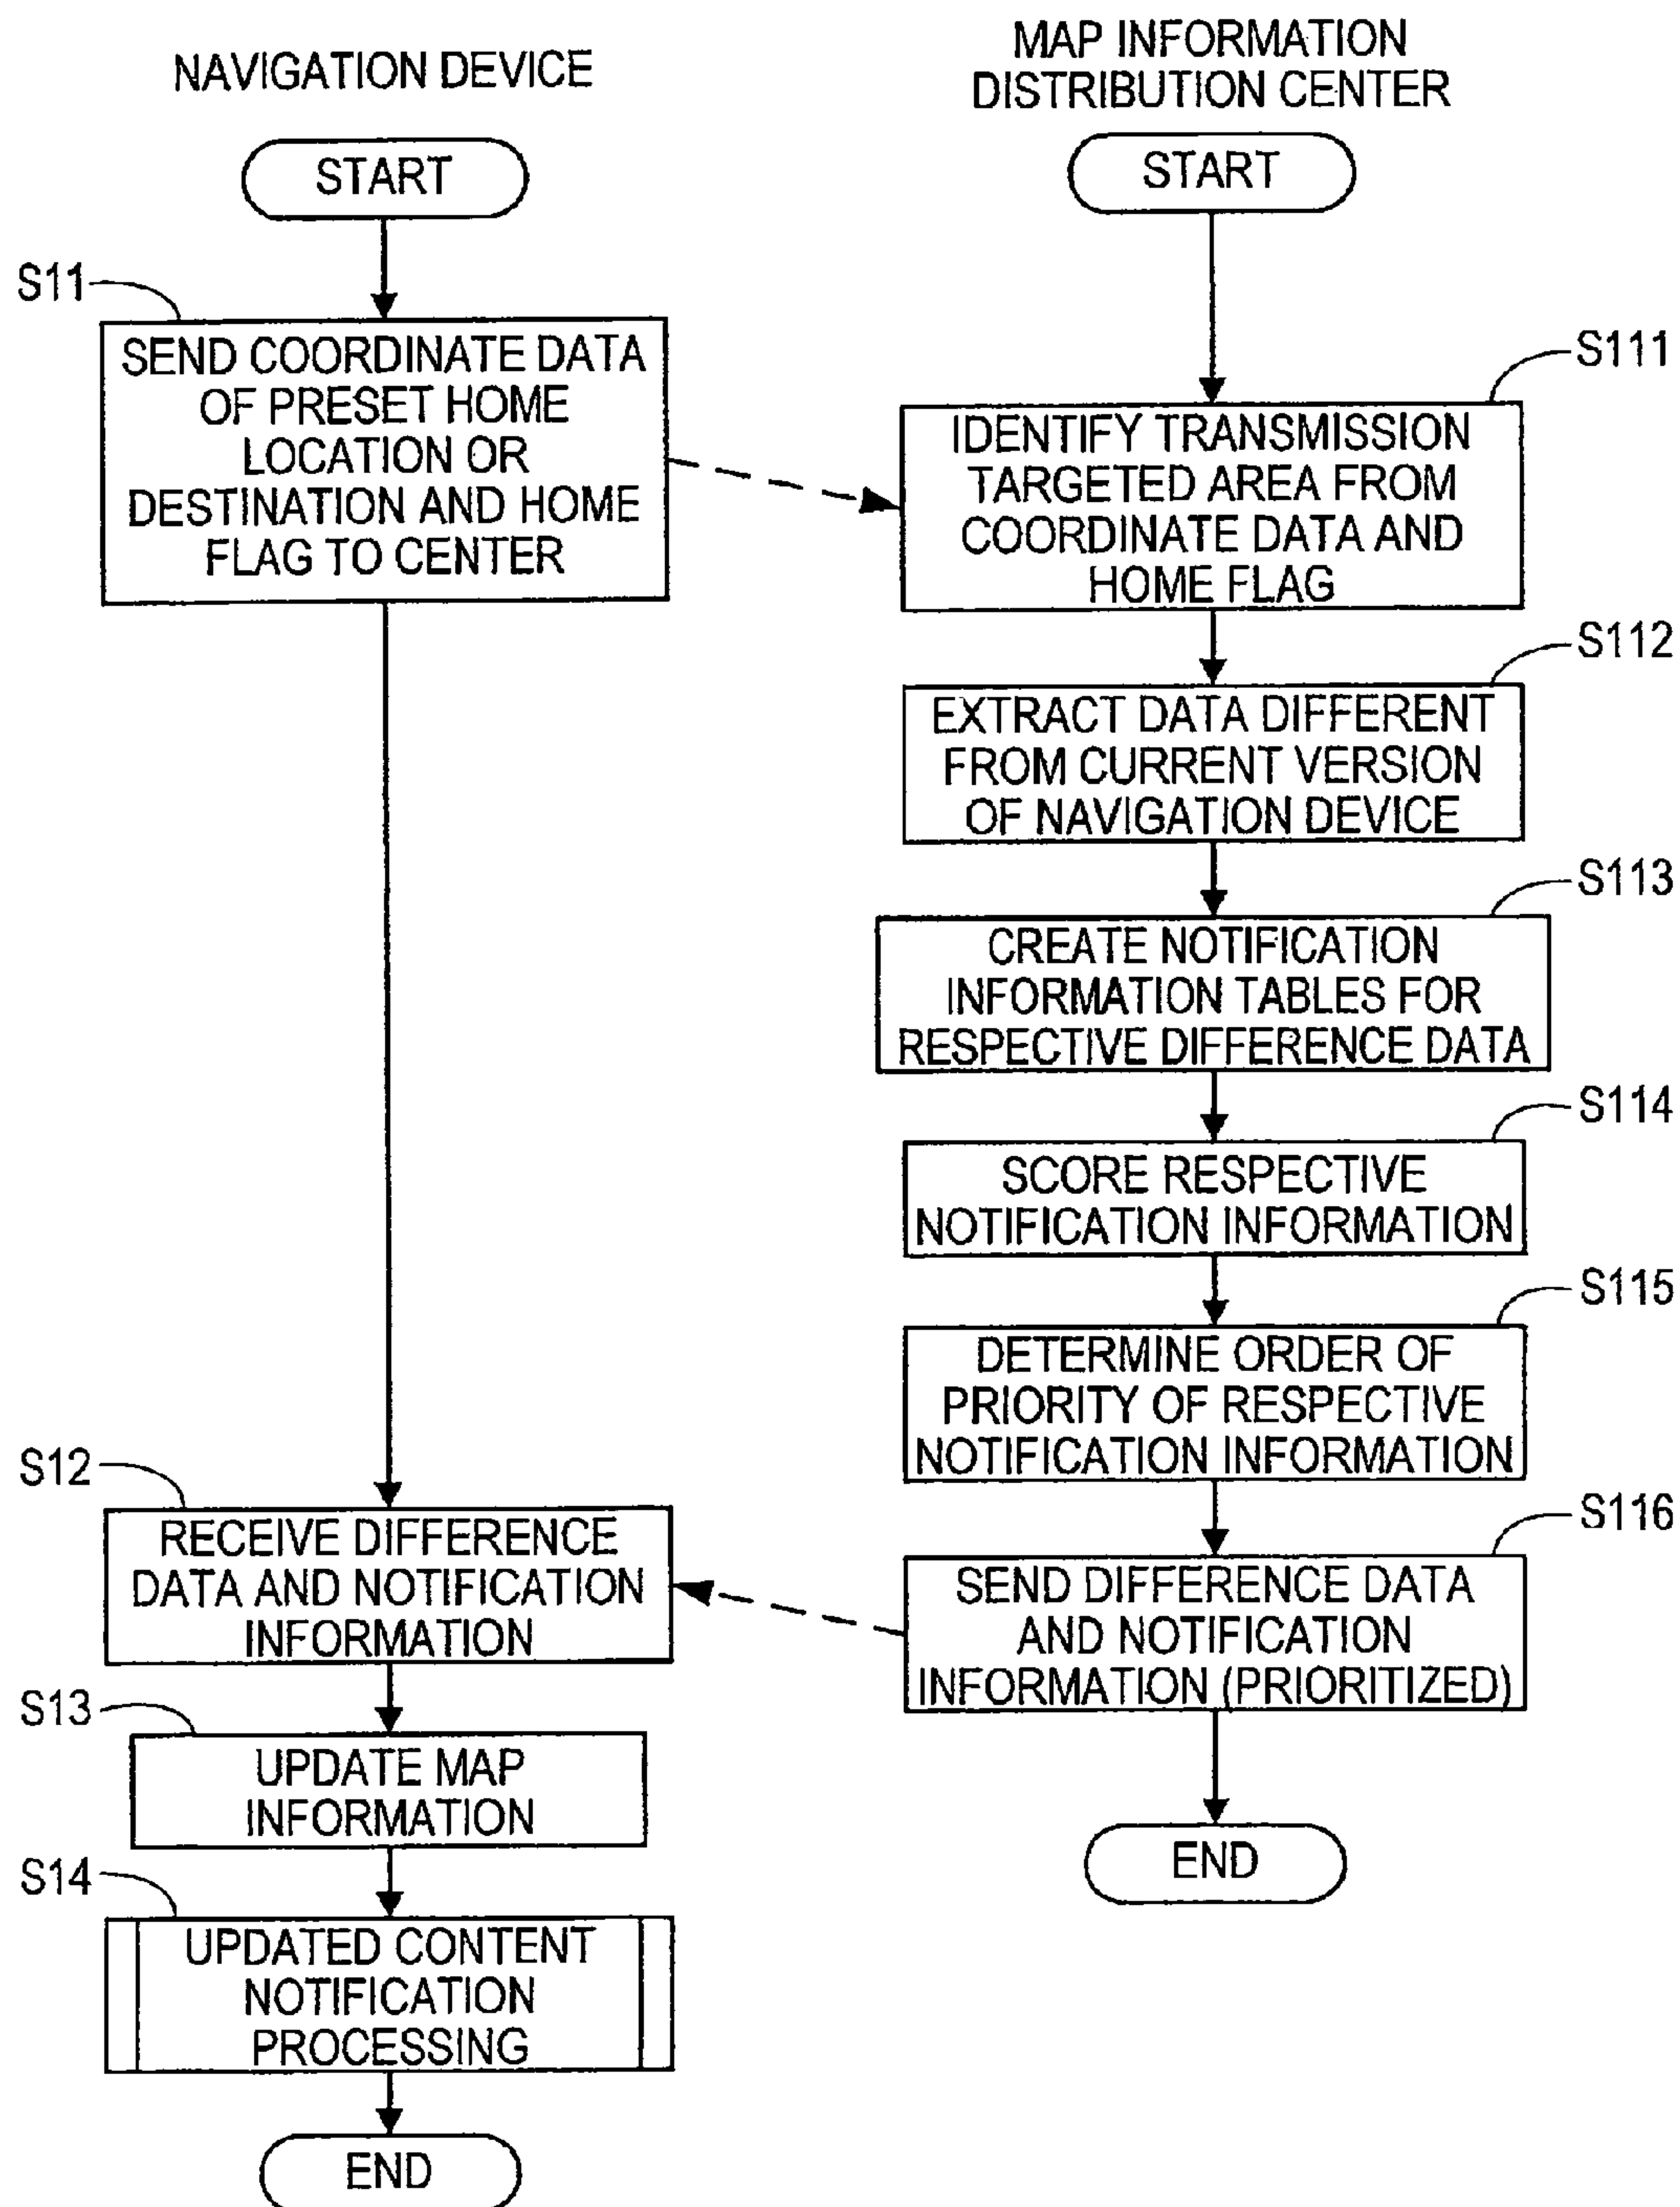 NAVIGATION DEVICE
START
S11
SEND COORDINATE DATA
OF PRESET HOME
LOCATION OR
DESTINATION AND HOME
FLAG TO CENTER
S12
RECEIVE DIFFERENCE
DATA AND NOTIFICATION
INFORMATION
S13
UPDATE MAP
INFORMATION
S14
UPDATED CONTENT
NOTIFICATION
PROCESSING
END
MAP INFORMATION
DISTRIBUTION CENTER
START
S111
IDENTIFY TRANSMISSION
TARGETED AREA FROM
COORDINATE DATA AND
HOME FLAG
S112
EXTRACT DATA DIFFERENT
FROM CURRENT VERSION
OF NAVIGATION DEVICE
S113
CREATE NOTIFICATION
INFORMATION TABLES FOR
RESPECTIVE DIFFERENCE DATA
S114
SCORE RESPECTIVE
NOTIFICATION INFORMATION
S115
DETERMINE ORDER OF
PRIORITY OF RESPECTIVE
NOTIFICATION INFORMATION
S116
SEND DIFFERENCE DATA
AND NOTIFICATION
INFORMATION (PRIORITIZED)
END